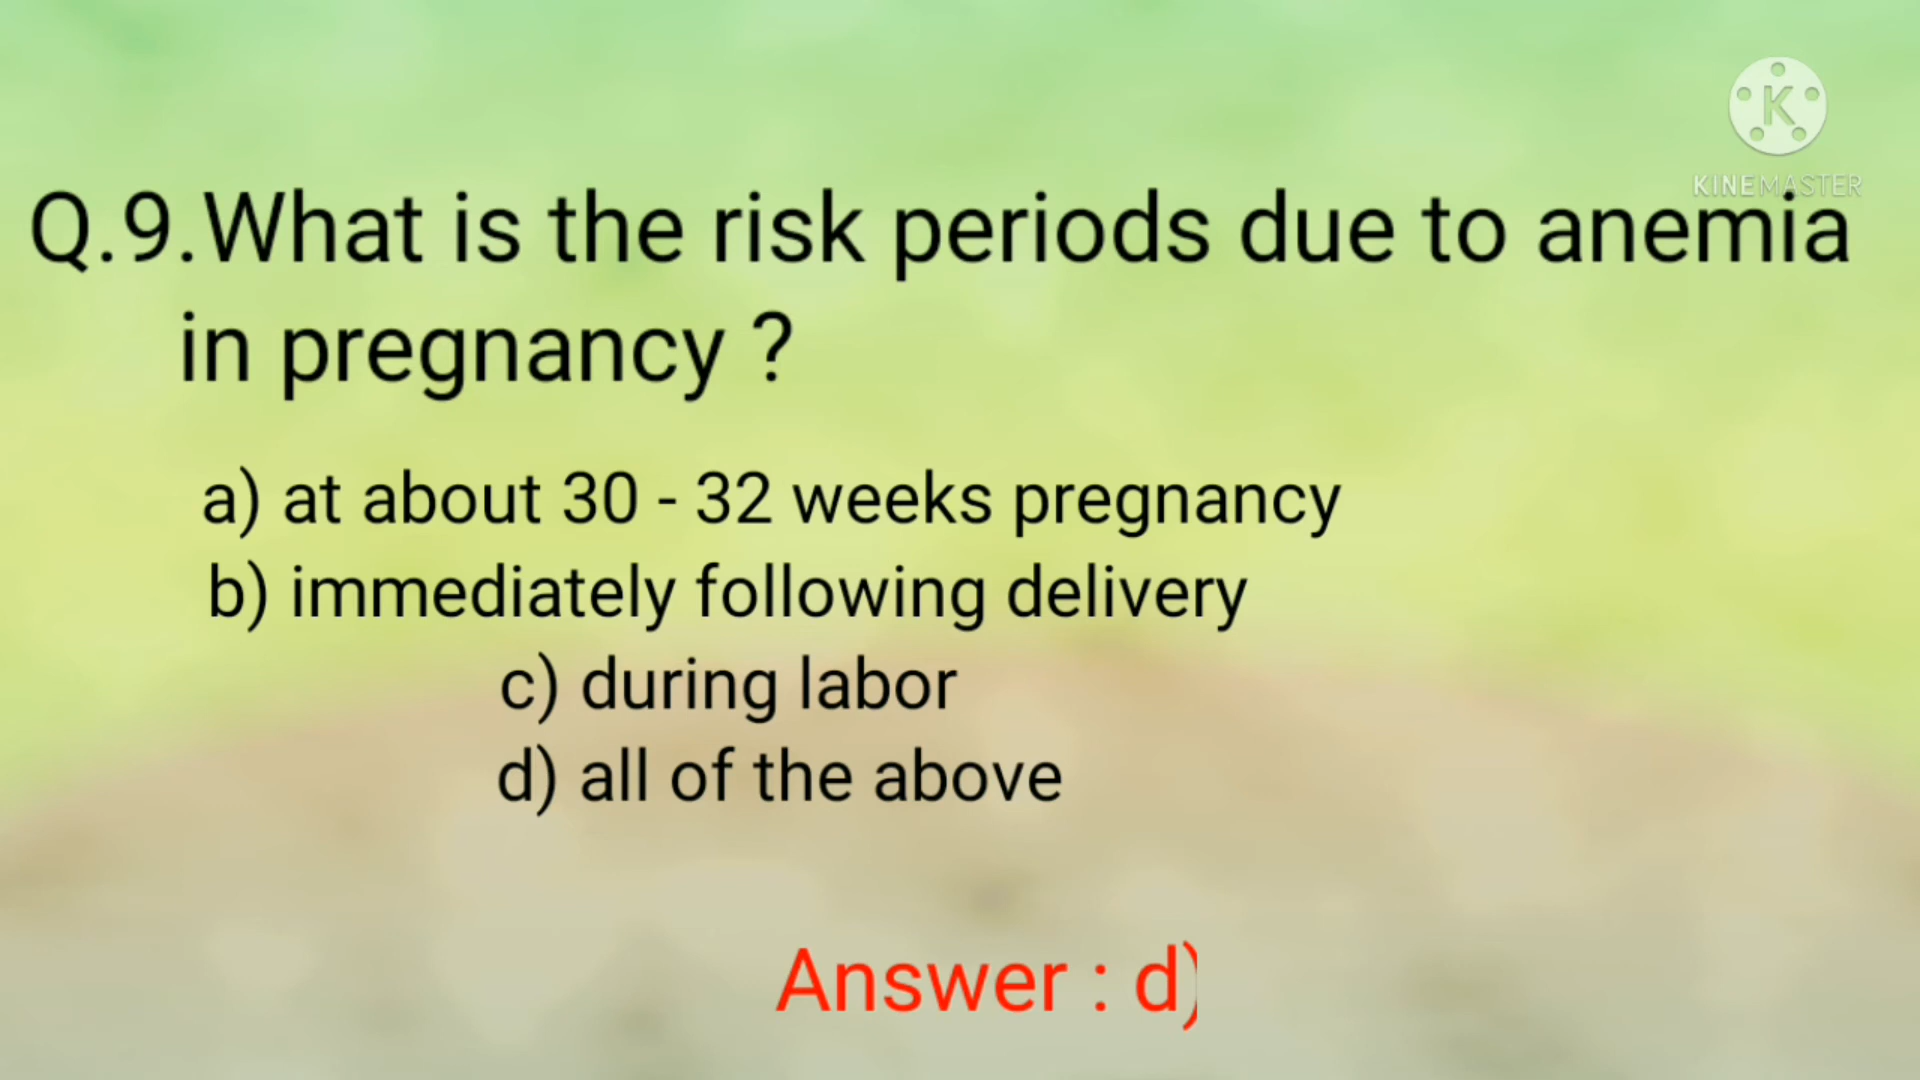 K
KINEMASTER
Q.9.What is the risk periods due to anemia
in pregnancy ?
a) at about 30 - 32 weeks pregnancy
b) immediately following delivery
c) during labor
d) all of the above
Answer : d)